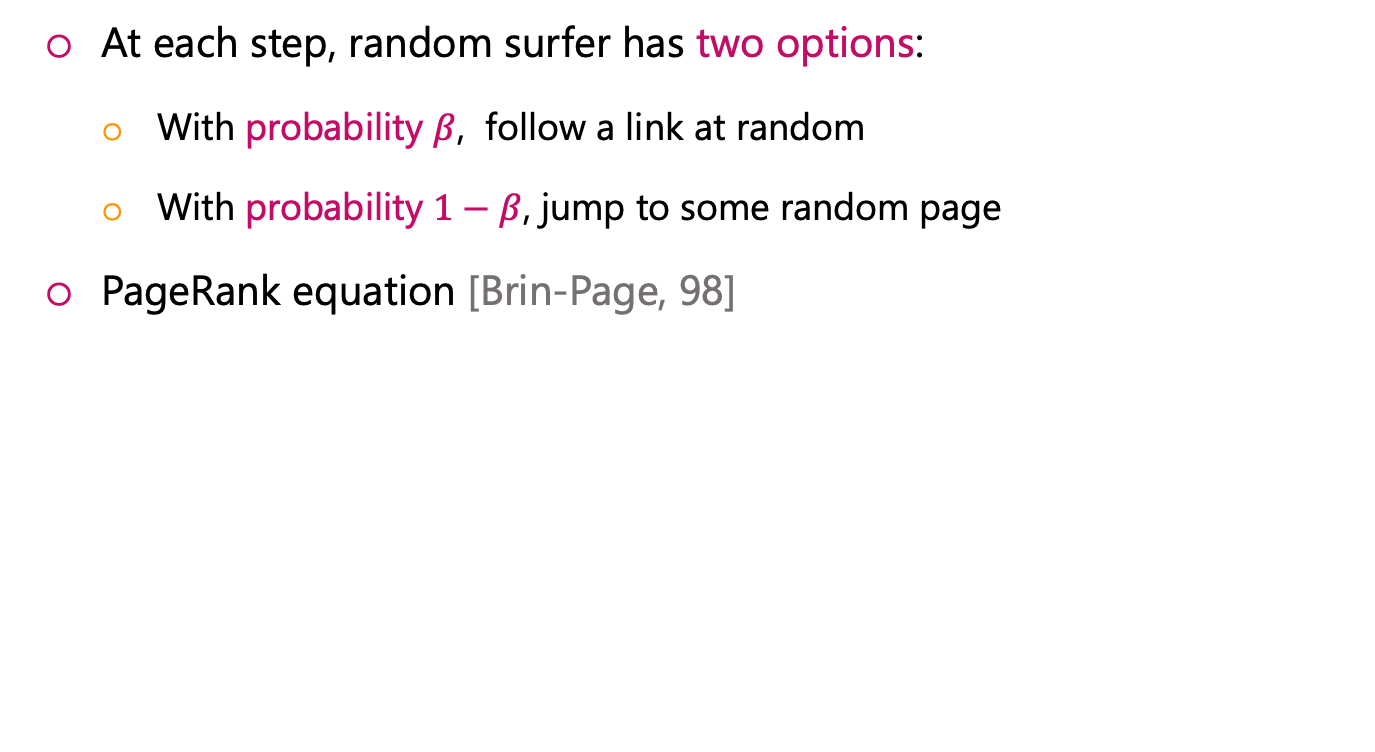 At each step, random surfer has two options:
With probability β, follow a link at random
With probability 1 − β, jump to some random page
PageRank equation [Brin-Page, 98]